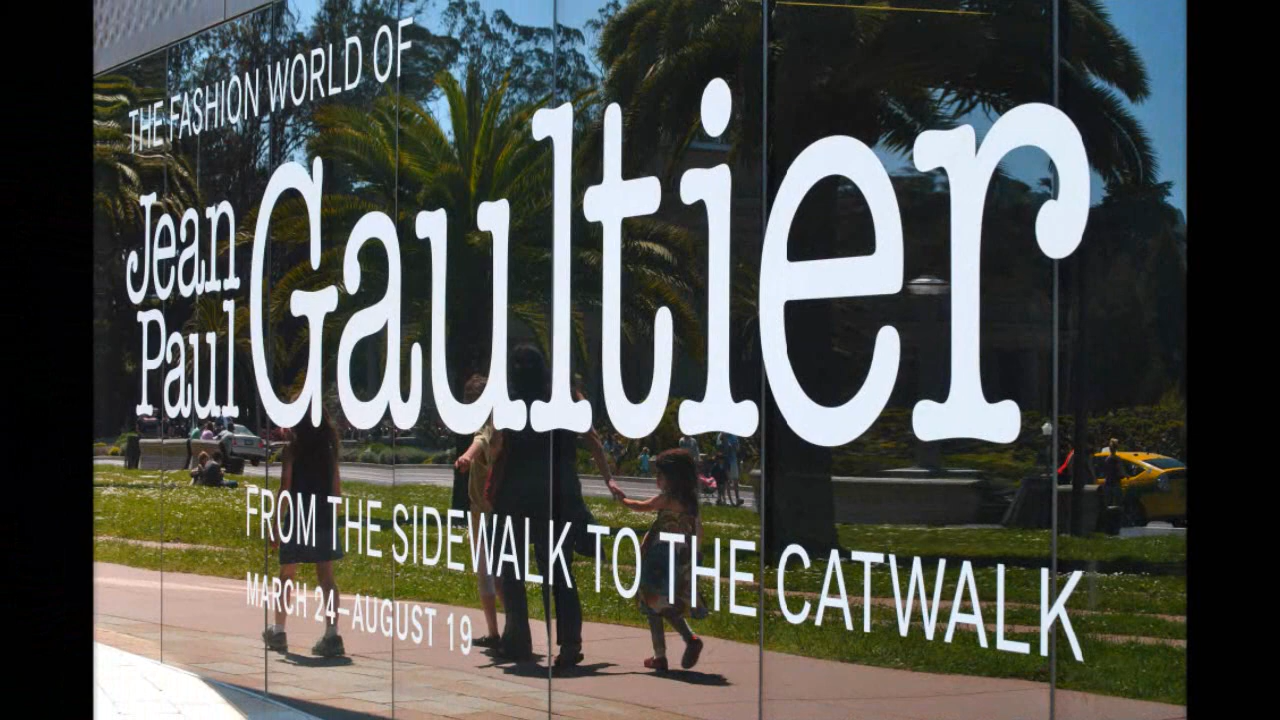 THE FASHION WORLD OF
Jean
Paul
Gaultier
FROM THE SIDEWALK TO THE CATWALK
MARCH 24–AUGUST 19